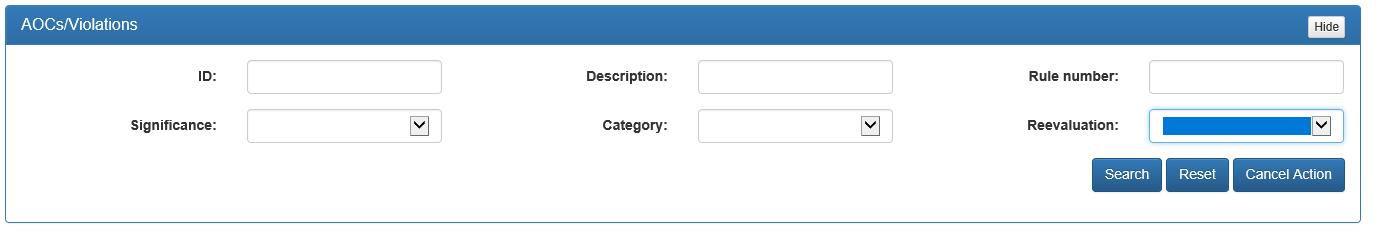 AOCs/Violations Hide
ID: Description: Rule number:
Significance: Category: Reevaluation:
Search Reset Cancel Action